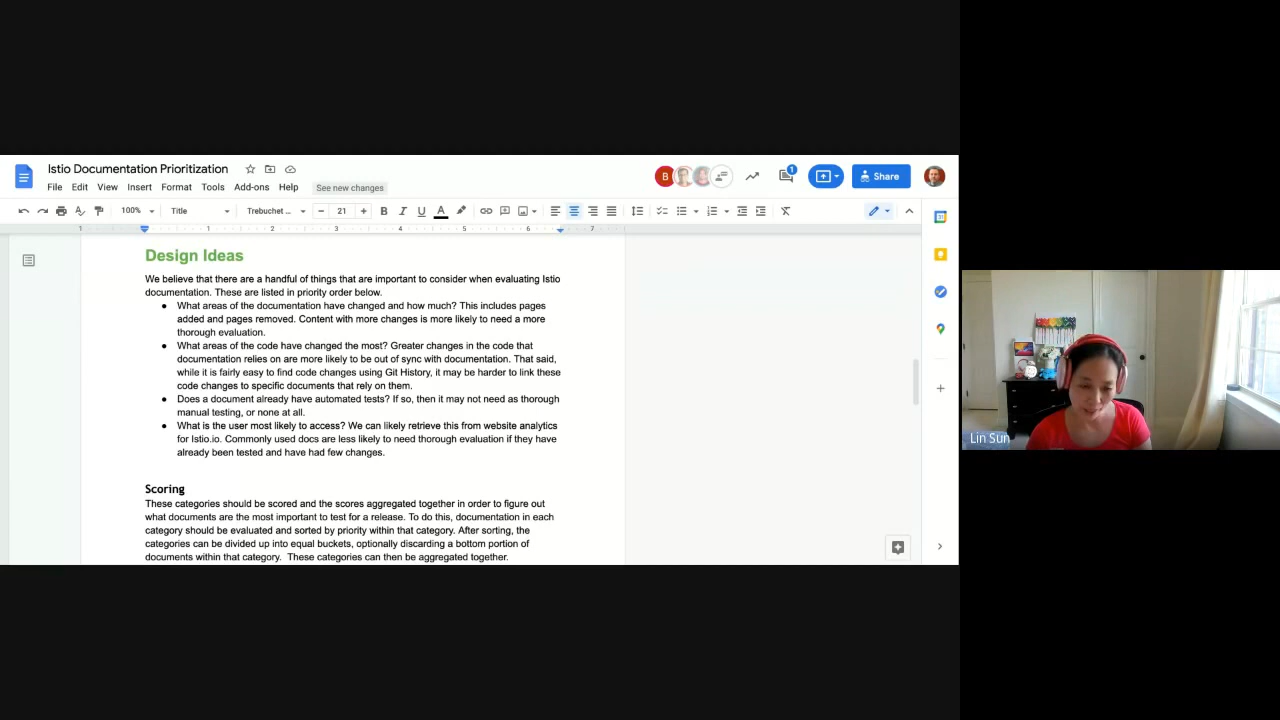 Istio Documentation Prioritization
File Edit View Insert Format Tools Add-ons Help See new changes
B
1
Share
100% Title Trebuchet ... − 21 + B I U A
1 1 2 3 4 5 6 7
Design Ideas
We believe that there are a handful of things that are important to consider when evaluating Istio
documentation. These are listed in priority order below.
● What areas of the documentation have changed and how much? This includes pages
added and pages removed. Content with more changes is more likely to need a more
thorough evaluation.
● What areas of the code have changed the most? Greater changes in the code that
documentation relies on are more likely to be out of sync with documentation. That said,
while it is fairly easy to find code changes using Git History, it may be harder to link these
code changes to specific documents that rely on them.
● Does a document already have automated tests? If so, then it may not need as thorough
manual testing, or none at all.
● What is the user most likely to access? We can likely retrieve this from website analytics
for Istio.io. Commonly used docs are less likely to need thorough evaluation if they have
already been tested and have had few changes.
Scoring
These categories should be scored and the scores aggregated together in order to figure out
what documents are the most important to test for a release. To do this, documentation in each
category should be evaluated and sorted by priority within that category. After sorting, the
categories can be divided up into equal buckets, optionally discarding a bottom portion of
documents within that category.  These categories can then be aggregated together.
Lin Sun